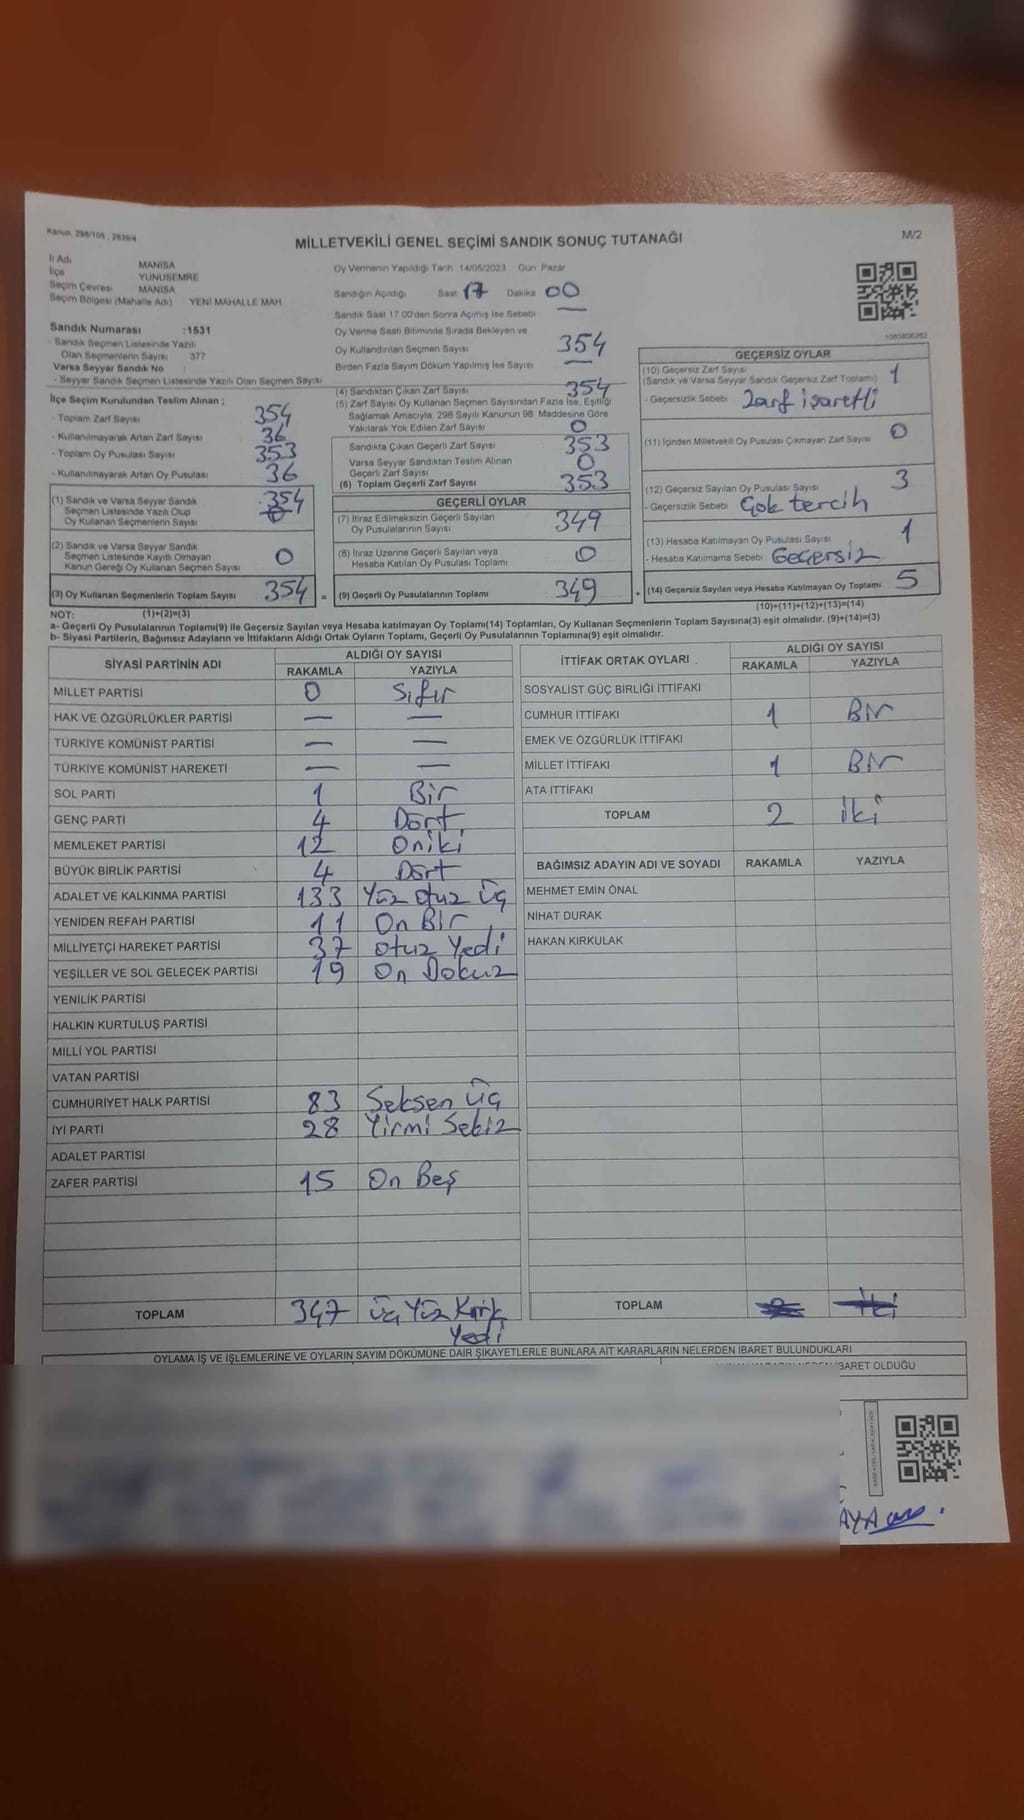 Kanun, 298/105 , 2839/4
MİLLETVEKİLİ GENEL SEÇİMİ SANDIK SONUÇ TUTANAĞI
M/2
İl Adı MANİSA
İlçe YUNUSEMRE
Seçim Çevresi MANİSA
Seçim Bölgesi (Mahalle Adı) YENİ MAHALLE MAH.
Sandık Numarası :1531
- Sandık Seçmen Listesinde Yazılı
Olan Seçmenlerin Sayısı 377
Varsa Seyyar Sandık No
- Seyyar Sandık Seçmen Listesinde Yazılı Olan Seçmen Sayısı
Oy Vermenin Yapıldığı Tarih 14/05/2023 Gün Pazar
Sandığın Açıldığı Saat 17 Dakika 00
Sandık Saat 17.00'den Sonra Açımış İse Sebebi —
Oy Verme Saati Bitiminde Sırada Bekleyen ve
Oy Kullandırılan Seçmen Sayısı 354
Birden Fazla Sayım Döküm Yapılmış İse Sayısı —
İlçe Seçim Kurulundan Teslim Alınan ;
- Toplam Zarf Sayısı 354
- Kullanılmayarak Artan Zarf Sayısı 36
- Toplam Oy Pusulası Sayısı 353
- Kullanılmayarak Artan Oy Pusulası 36
(1) Sandık ve Varsa Seyyar Sandık 354
Seçmen Listesinde Yazılı Olup
Oy Kullanan Seçmenlerin Sayısı
(2) Sandık ve Varsa Seyyar Sandık
Seçmen Listesinde Kayıtlı Olmayan 0
Kanun Gereği Oy Kullanan Seçmen Sayısı
(3) Oy Kullanan Seçmenlerin Toplam Sayısı 354 =
(4) Sandıktan Çıkan Zarf Sayısı 354
(5) Zarf Sayısı Oy Kullanan Seçmen Sayısından Fazla İse, Eşitliği
Sağlamak Amacıyla, 298 Sayılı Kanunun 98. Maddesine Göre
Yakılarak Yok Edilen Zarf Sayısı 0
Sandıkta Çıkan Geçerli Zarf Sayısı 353
Varsa Seyyar Sandıktan Teslim Alınan 0
Geçerli Zarf Sayısı
(6) Toplam Geçerli Zarf Sayısı 353
GEÇERLİ OYLAR
(7) İtiraz Edilmeksizin Geçerli Sayılan
Oy Pusulalarının Sayısı 349
(8) İtiraz Üzerine Geçerli Sayılan veya
Hesaba Katılan Oy Pusulası Toplamı 0
(9) Geçerli Oy Pusulalarının Toplamı 349 +
GEÇERSİZ OYLAR
(10) Geçersiz Zarf Sayısı
(Sandık ve Varsa Seyyar Sandık Geçersiz Zarf Toplamı) 1
- Geçersizlik Sebebi Zarf işaretli
(11) İçinden Milletvekili Oy Pusulası Çıkmayan Zarf Sayısı 0
(12) Geçersiz Sayılan Oy Pusulası Sayısı 3
- Geçersizlik Sebebi Çok tercih
(13) Hesaba Katılmayan Oy Pusulası Sayısı 1
- Hesaba Katılmama Sebebi Geçersiz
(14) Geçersiz Sayılan veya Hesaba Katılmayan Oy Toplamı 5
NOT: (1)+(2)=(3)
(10)+(11)+(12)+(13)=(14)
a- Geçerli Oy Pusulalarının Toplamı(9) ile Geçersiz Sayılan veya Hesaba katılmayan Oy Toplamı(14) Toplamları, Oy Kullanan Seçmenlerin Toplam Sayısına(3) eşit olmalıdır. (9)+(14)=(3)
b- Siyasi Partilerin, Bağımsız Adayların ve İttifakların Aldığı Ortak Oyların Toplamı, Geçerli Oy Pusulalarının Toplamına(9) eşit olmalıdır.
SİYASİ PARTİNİN ADI ALDIĞI OY SAYISI
RAKAMLA YAZIYLA
MİLLET PARTİSİ 0 Sıfır
HAK VE ÖZGÜRLÜKLER PARTİSİ — —
TÜRKİYE KOMÜNİST PARTİSİ — —
TÜRKİYE KOMÜNİST HAREKETİ — —
SOL PARTİ 1 Bir
GENÇ PARTİ 4 Dört
MEMLEKET PARTİSİ 12 Oniki
BÜYÜK BİRLİK PARTİSİ 4 Dört
ADALET VE KALKINMA PARTİSİ 133 Yüz otuz üç
YENİDEN REFAH PARTİSİ 11 On Bir
MİLLİYETÇİ HAREKET PARTİSİ 37 otuz Yedi
YEŞİLLER VE SOL GELECEK PARTİSİ 19 On Dokuz
YENİLİK PARTİSİ
HALKIN KURTULUŞ PARTİSİ
MİLLİ YOL PARTİSİ
VATAN PARTİSİ
CUMHURİYET HALK PARTİSİ 83 Seksen üç
İYİ PARTİ 28 Yirmi Sekiz
ADALET PARTİSİ
ZAFER PARTİSİ 15 On Beş
TOPLAM 347 üç Yüz Kırk
Yedi
İTTİFAK ORTAK OYLARI ALDIĞI OY SAYISI
RAKAMLA YAZIYLA
SOSYALİST GÜÇ BİRLİĞİ İTTİFAKI
CUMHUR İTTİFAKI 1 Bir
EMEK VE ÖZGÜRLÜK İTTİFAKI
MİLLET İTTİFAKI 1 Bir
ATA İTTİFAKI
TOPLAM 2 iki
BAĞIMSIZ ADAYIN ADI VE SOYADI RAKAMLA YAZIYLA
MEHMET EMİN ÖNAL
NİHAT DURAK
HAKAN KIRKULAK
TOPLAM 2 iki
OYLAMA İŞ VE İŞLEMLERİNE VE OYLARIN SAYIM DÖKÜMÜNE DAİR ŞİKAYETLERLE BUNLARA AİT KARARLARIN NELERDEN İBARET BULUNDUKLARI
BARET OLDUĞU